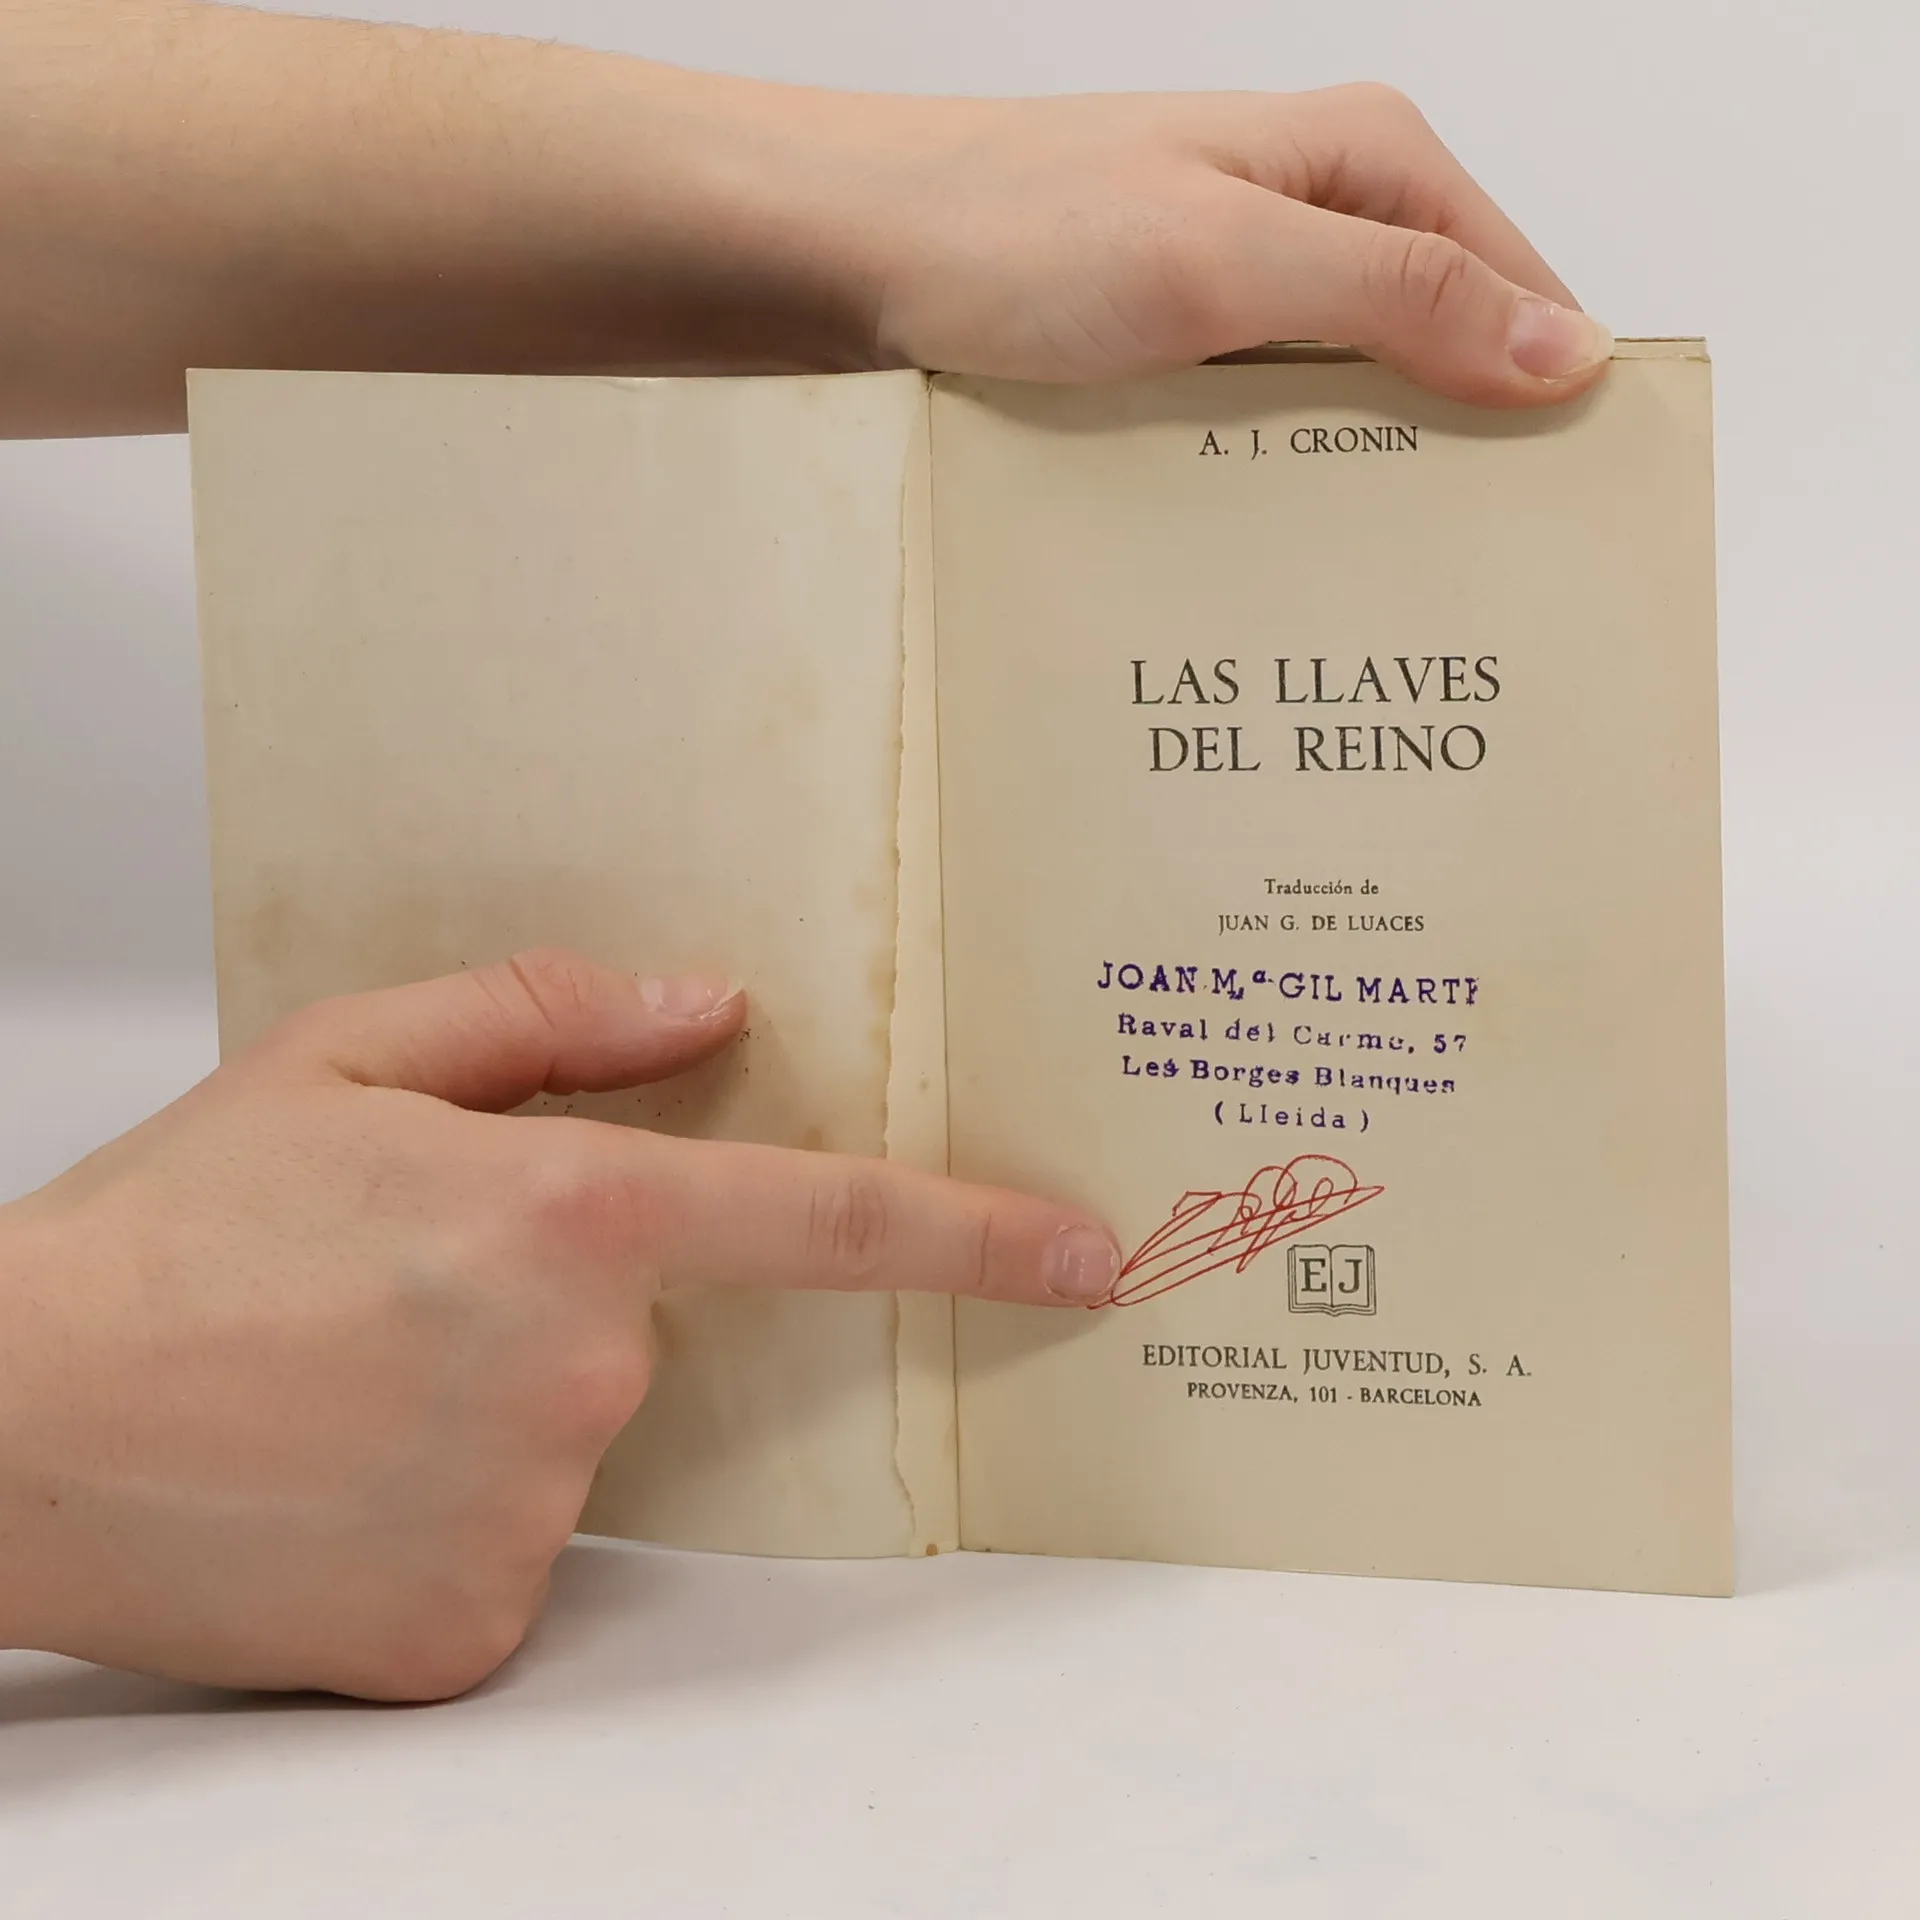 A. J. CRONIN
LAS LLAVES
DEL REINO
Traducción de
JUAN G. DE LUACES
JOAN M.ª GIL MARTI
Raval del Carme, 57
Les Borges Blanques
( Lleida )
EJ
EDITORIAL JUVENTUD, S. A.
PROVENZA, 101 - BARCELONA